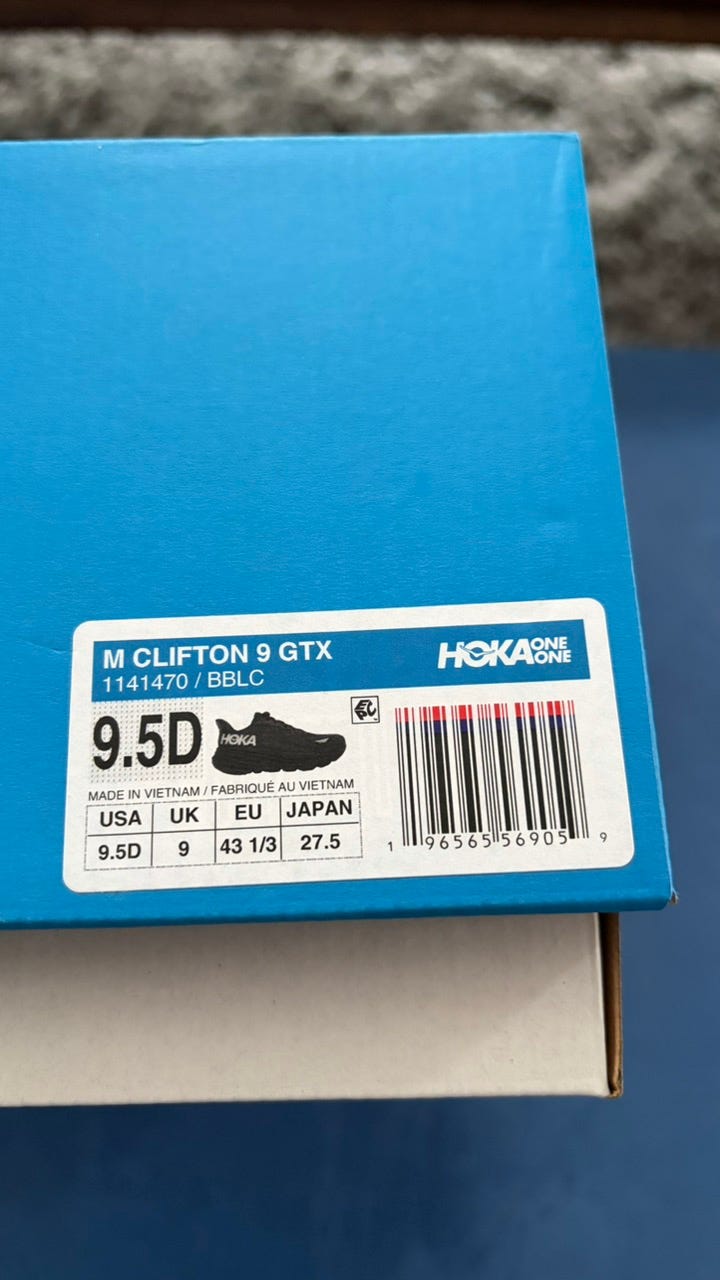 M CLIFTON 9 GTX
1141470 / BBLC
HOKA ONE ONE
9.5D
HOKA
MADE IN VIETNAM / FABRIQUÉ AU VIETNAM
USA UK EU JAPAN
9.5D 9 43 1/3 27.5
1 96565 56905 9